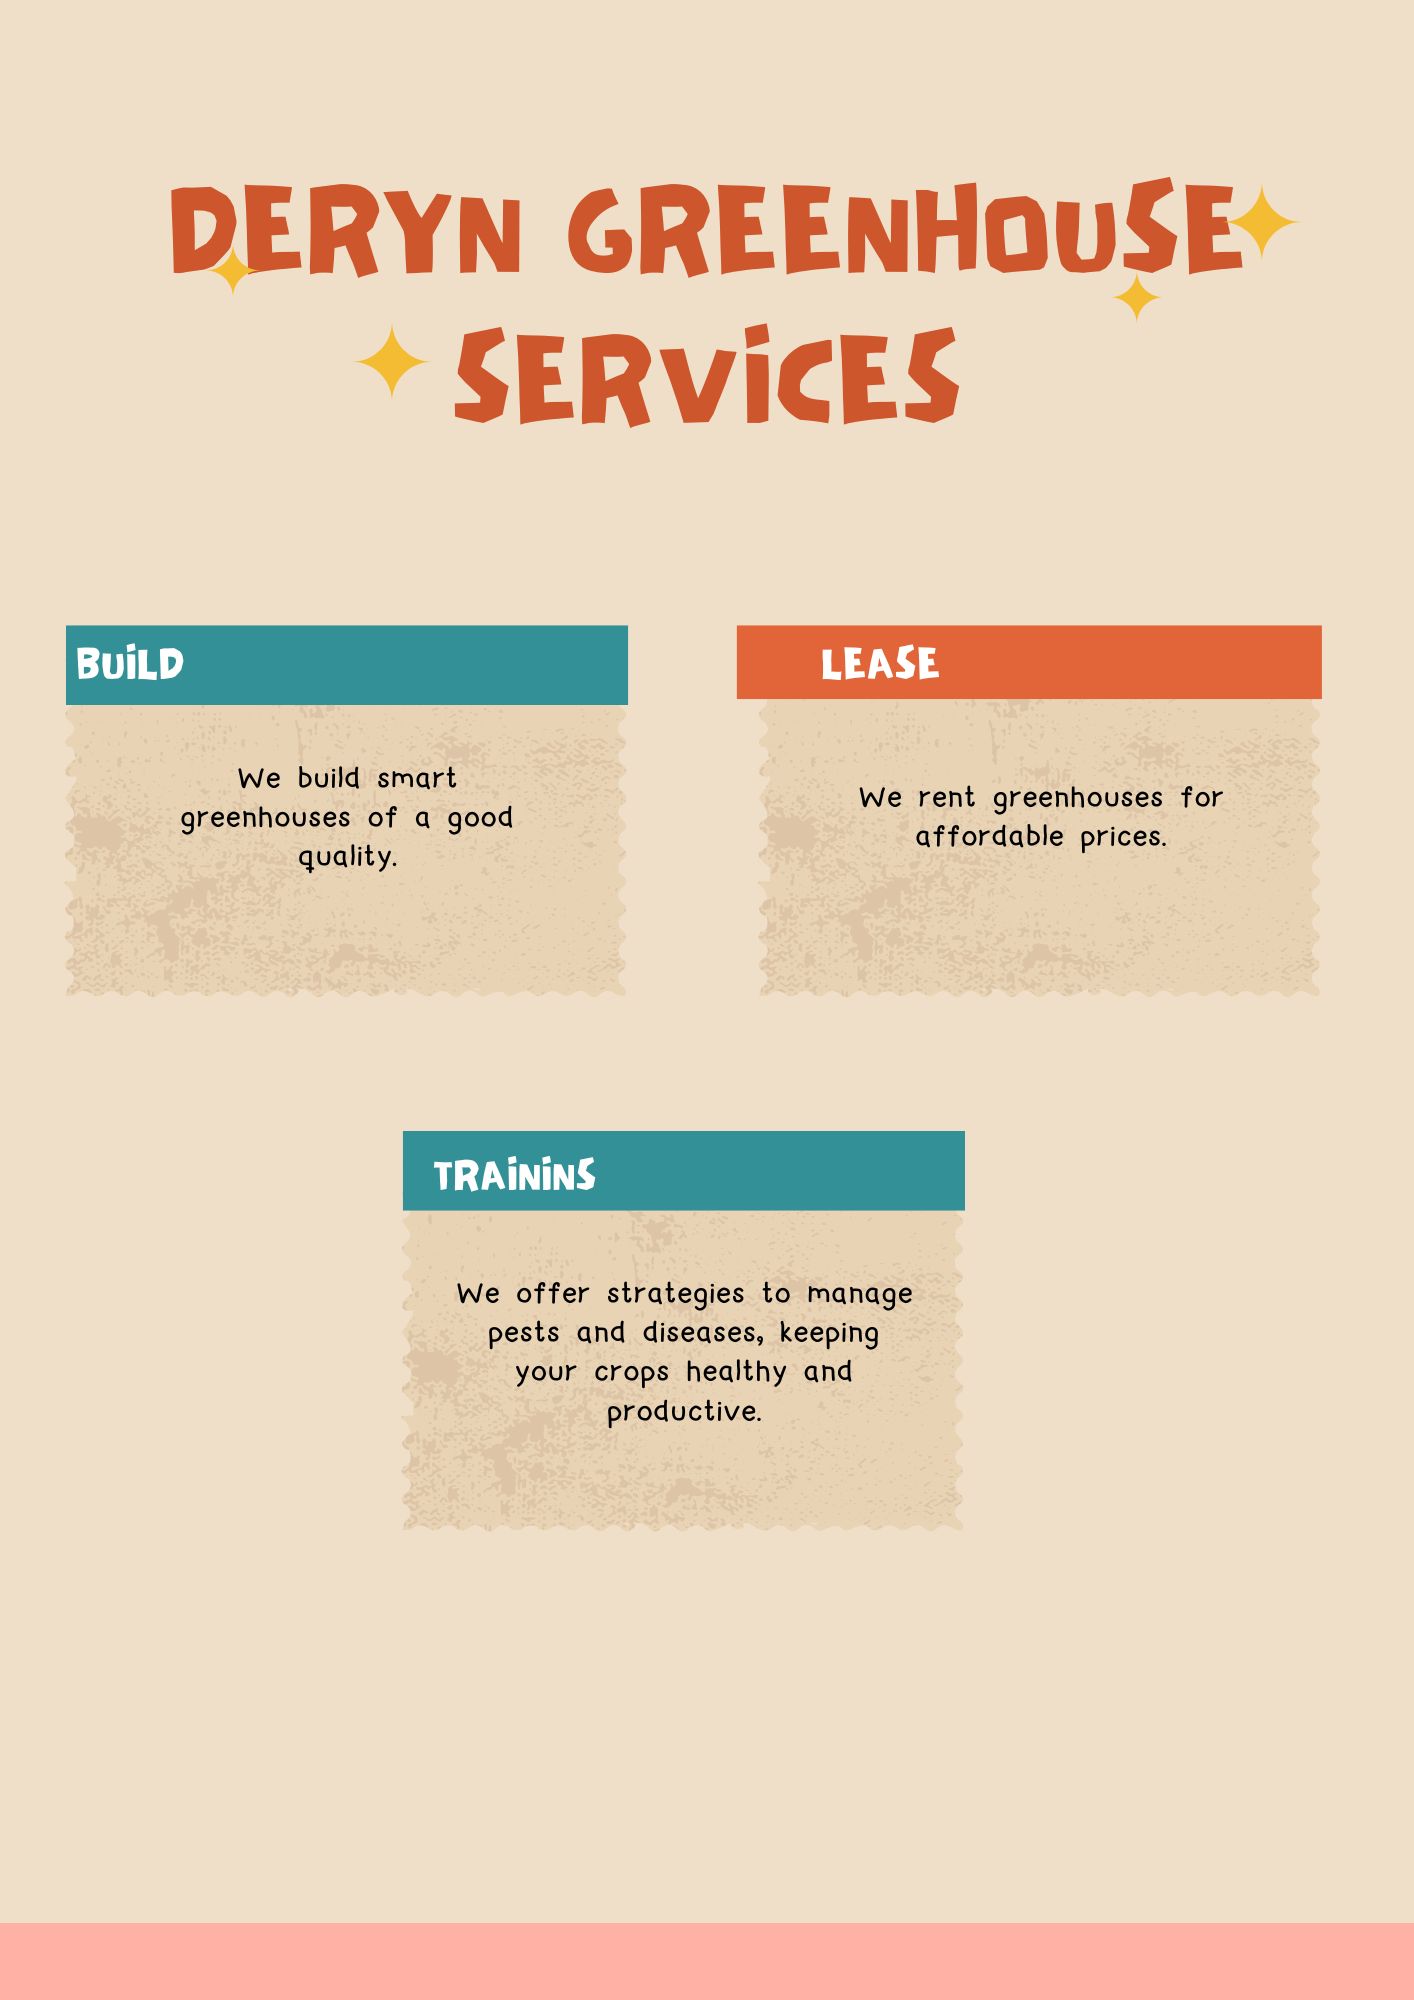 DERYN GREENHOUSE
SERViCES
BUiLD
We build smart
greenhouses of a good
quality.
LEASE
We rent greenhouses for
affordable prices.
TRAiNiNS
We offer strategies to manage
pests and diseases, keeping
your crops healthy and
productive.